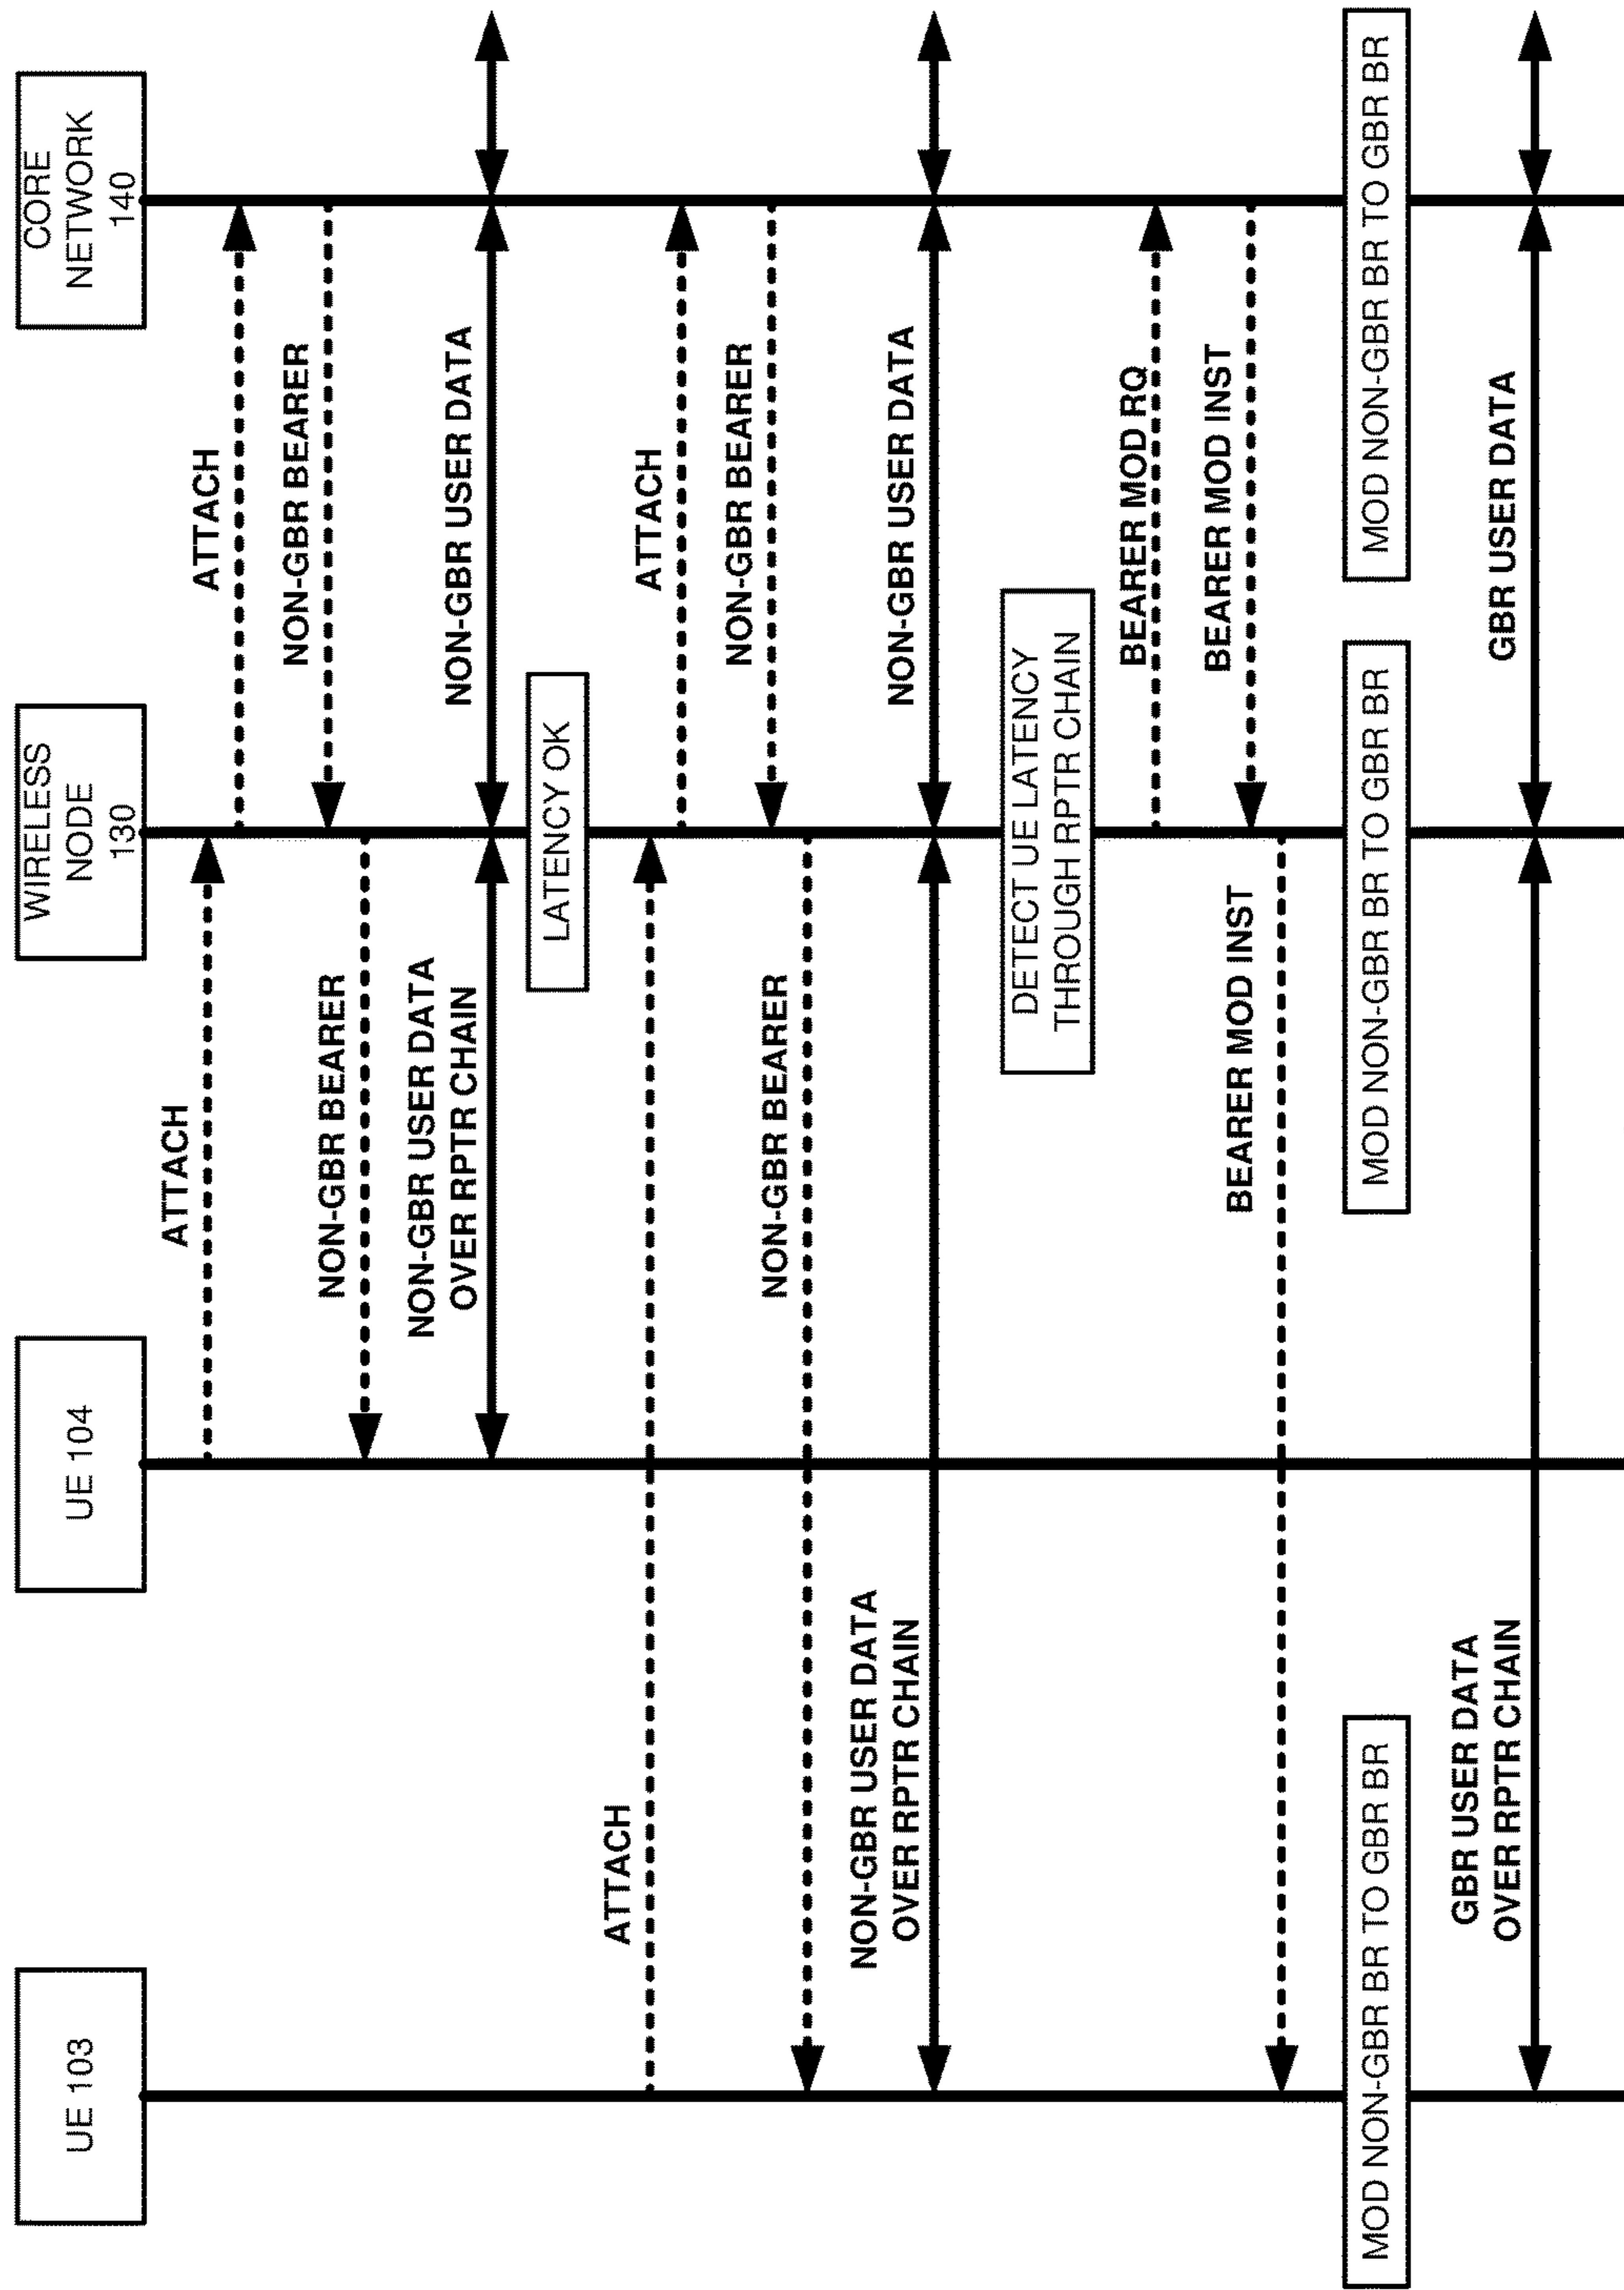 UE 103
UE 104
WIRELESS
NODE
130
CORE
NETWORK
140
ATTACH
ATTACH
NON-GBR BEARER
NON-GBR BEARER
NON-GBR USER DATA
OVER RPTR CHAIN
NON-GBR USER DATA
LATENCY OK
ATTACH
ATTACH
NON-GBR BEARER
NON-GBR BEARER
NON-GBR USER DATA
OVER RPTR CHAIN
NON-GBR USER DATA
DETECT UE LATENCY
THROUGH RPTR CHAIN
BEARER MOD RQ
BEARER MOD INST
BEARER MOD INST
MOD NON-GBR BR TO GBR BR
MOD NON-GBR BR TO GBR BR
MOD NON-GBR BR TO GBR BR
GBR USER DATA
OVER RPTR CHAIN
GBR USER DATA